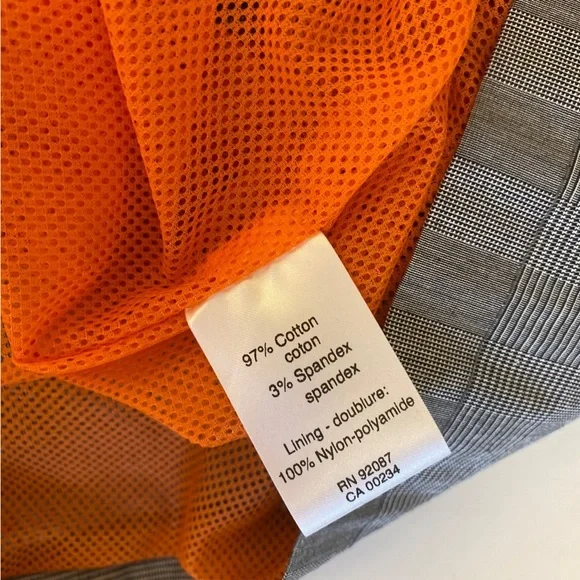 97% Cotton
coton
3% Spandex
spandex
Lining - doublure:
100% Nylon-polyamide
RN 92087
CA 00234